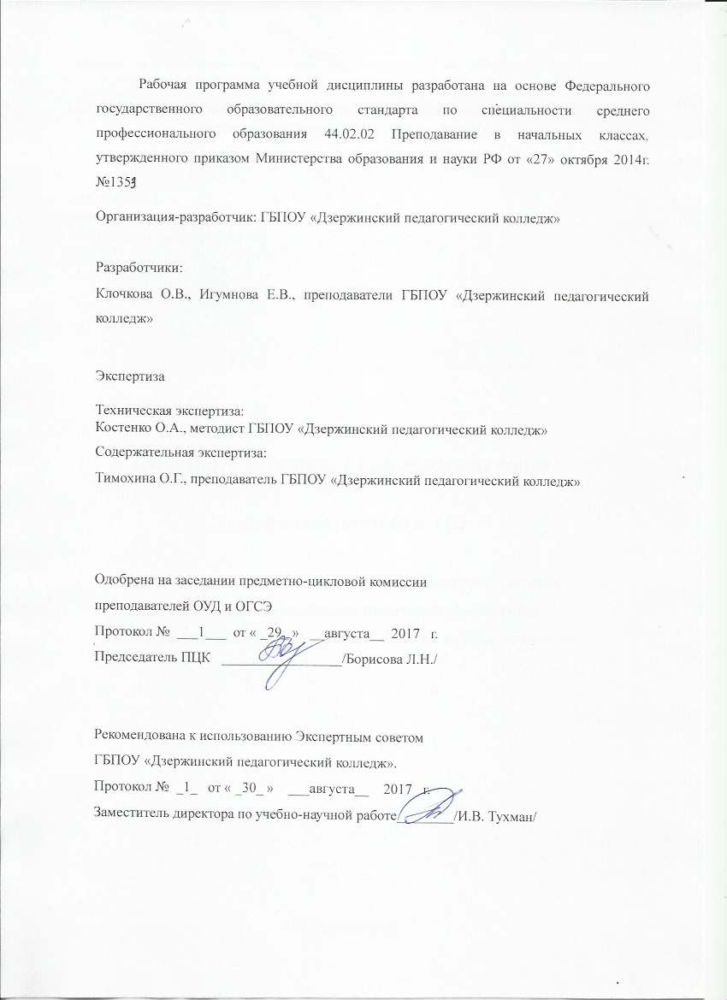 Рабочая программа учебной дисциплины разработана на основе Федерального
государственного образовательного стандарта по специальности среднего
профессионального образования 44.02.02 Преподавание в начальных классах,
утвержденного приказом Министерства образования и науки РФ от «27» октября 2014г.
№1353
Организация-разработчик: ГБПОУ «Дзержинский педагогический колледж»
Разработчики:
Клочкова О.В., Игумнова Е.В., преподаватели ГБПОУ «Дзержинский педагогический
колледж»
Экспертиза
Техническая экспертиза:
Костенко О.А., методист ГБПОУ «Дзержинский педагогический колледж»
Содержательная экспертиза:
Тимохина О.Г., преподаватель ГБПОУ «Дзержинский педагогический колледж»
Одобрена на заседании предметно-цикловой комиссии
преподавателей ОУД и ОГСЭ
Протокол № ___1___ от « _29_ » __августа__ 2017 г.
Председатель ПЦК __________________/Борисова Л.Н./
Рекомендована к использованию Экспертным советом
ГБПОУ «Дзержинский педагогический колледж».
Протокол № _1_ от « _30_ » ___августа__ 2017 г.
Заместитель директора по учебно-научной работе_________/И.В. Тухман/